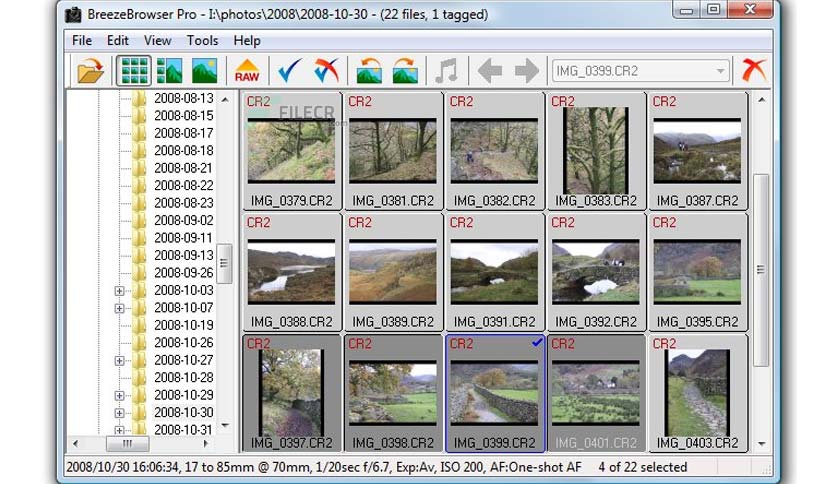 BreezeBrowser Pro - I:\photos\2008\2008-10-30 - (22 files, 1 tagged)
File Edit View Tools Help
RAW
IMG_0399.CR2
2008-08-13
2008-08-15
2008-08-17
2008-08-18
2008-08-21
2008-08-22
2008-08-23
2008-09-02
2008-09-11
2008-09-13
2008-09-26
2008-10-03
2008-10-07
2008-10-19
2008-10-26
2008-10-27
2008-10-28
2008-10-29
2008-10-30
2008-10-31
CR2 CR2 CR2 CR2 CR2
FILECR
.com
IMG_0379.CR2 IMG_0381.CR2 IMG_0382.CR2 IMG_0383.CR2 IMG_0387.CR2
CR2 CR2 CR2 CR2 CR2
IMG_0388.CR2 IMG_0389.CR2 IMG_0391.CR2 IMG_0392.CR2 IMG_0395.CR2
CR2 CR2 CR2 CR2 CR2
IMG_0397.CR2 IMG_0398.CR2 IMG_0399.CR2 IMG_0401.CR2 IMG_0403.CR2
2008/10/30 16:06:34, 17 to 85mm @ 70mm, 1/20sec f/6.7, Exp:Av, ISO 200, AF:One-shot AF 4 of 22 selected